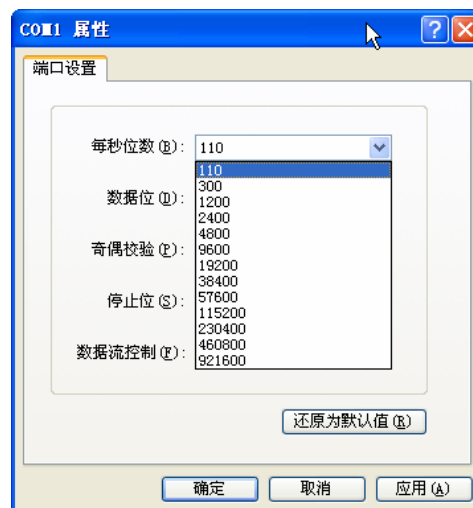 COM1 属性
端口设置
每秒位数(B): 110
110
300
数据位(D):
1200
2400
4800
奇偶校验(P):
9600
19200
38400
停止位(S):
57600
115200
230400
数据流控制(F):
460800
921600
还原为默认值(R)
确定 取消 应用(A)